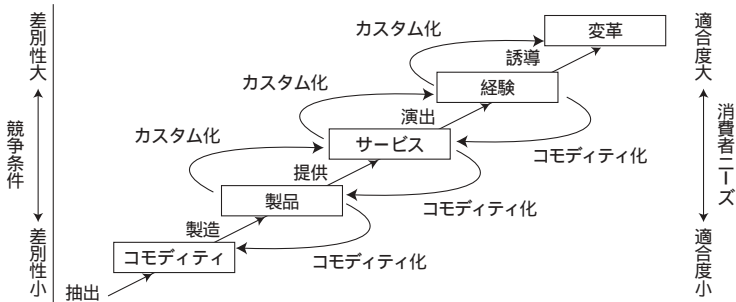 差別性大
競争条件
差別性小
変革
カスタム化
誘導
経験
カスタム化
演出
コモディティ化
サービス
カスタム化
提供
コモディティ化
製品
製造
コモディティ化
コモディティ
抽出
適合度大
消費者ニーズ
適合度小